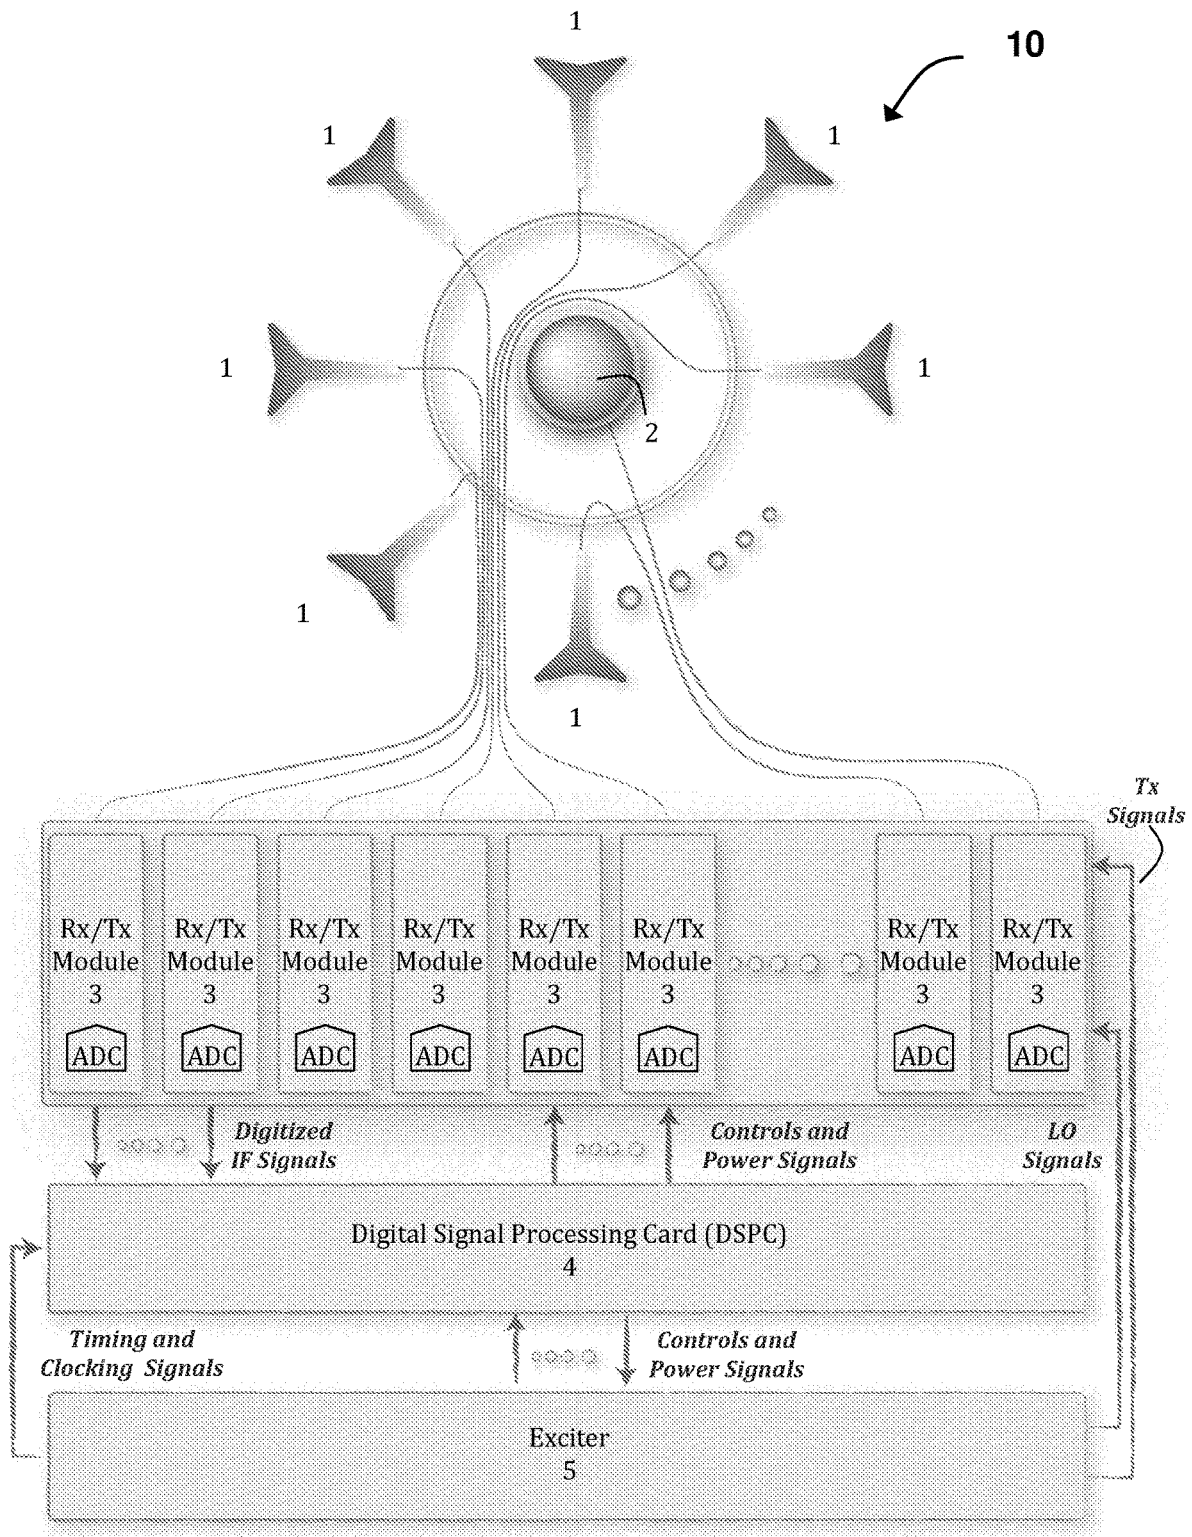 1
10
1
1
1
1
2
1
1
Tx
Signals
Rx/Tx Module 3 ADC
Rx/Tx Module 3 ADC
Rx/Tx Module 3 ADC
Rx/Tx Module 3 ADC
Rx/Tx Module 3 ADC
Rx/Tx Module 3 ADC
Rx/Tx Module 3 ADC
Rx/Tx Module 3 ADC
Digitized
IF Signals
Controls and
Power Signals
LO
Signals
Digital Signal Processing Card (DSPC)
4
Timing and
Clocking Signals
Controls and
Power Signals
Exciter
5